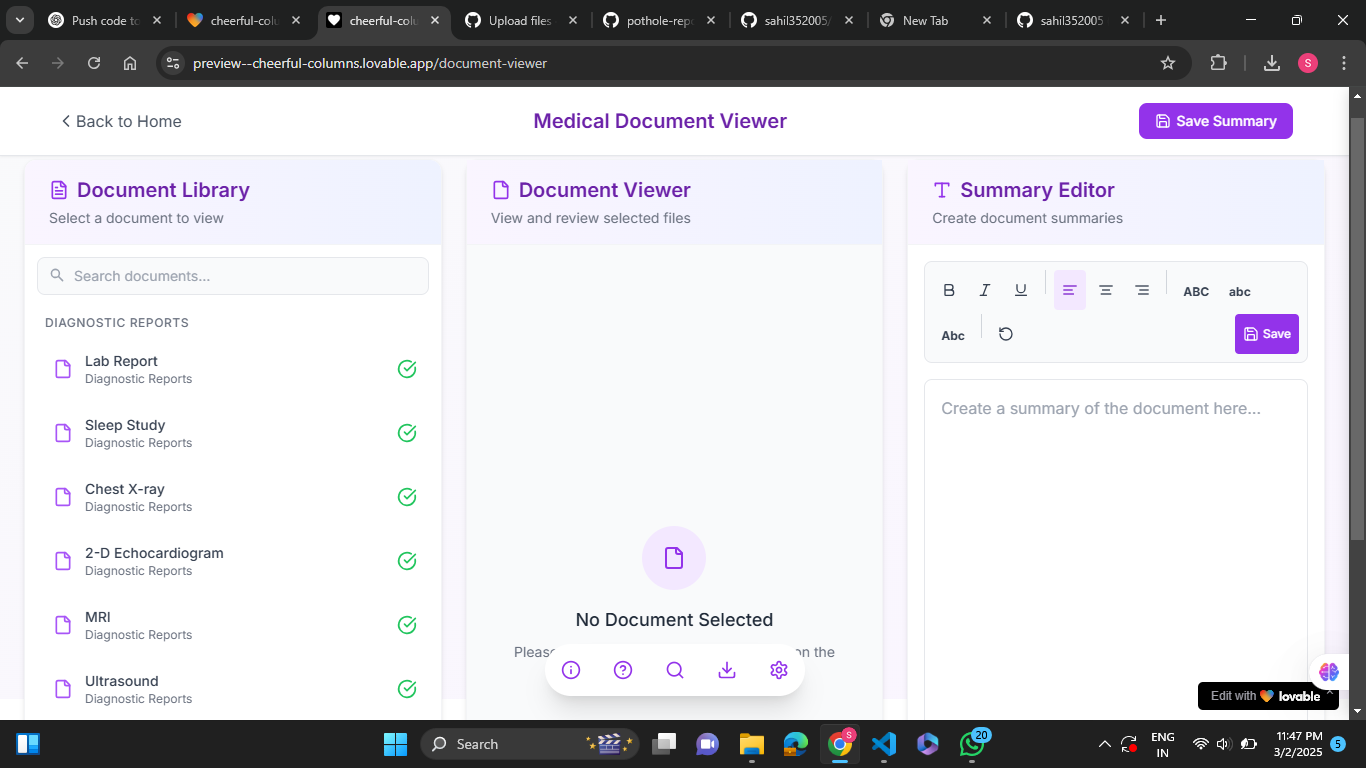 Push code to
cheerful-colu
cheerful-colu
Upload files
pothole-repo
sahil352005/
New Tab
sahil352005
preview--cheerful-columns.lovable.app/document-viewer
S
Back to Home
Medical Document Viewer
Save Summary
Document Library
Select a document to view
Search documents...
DIAGNOSTIC REPORTS
Lab Report
Diagnostic Reports
Sleep Study
Diagnostic Reports
Chest X-ray
Diagnostic Reports
2-D Echocardiogram
Diagnostic Reports
MRI
Diagnostic Reports
Ultrasound
Diagnostic Reports
Document Viewer
View and review selected files
No Document Selected
Please
on the
Summary Editor
Create document summaries
B I U ABC abc
Abc Save
Create a summary of the document here...
Edit with lovable
Search
S
20
ENG
IN
11:47 PM
3/2/2025
5